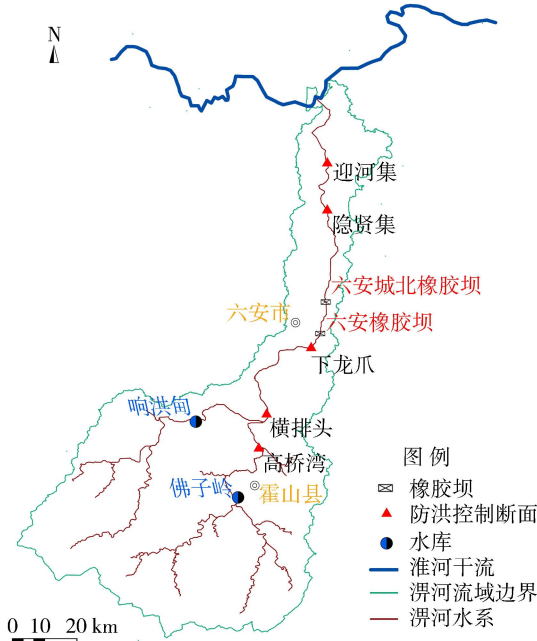 N
迎河集
隐贤集
六安城北橡胶坝
六安市
六安橡胶坝
下龙爪
响洪甸
横排头
高桥湾
佛子岭
霍山县
图例
橡胶坝
防洪控制断面
水库
淮河干流
淠河流域边界
淠河水系
0 10 20 km